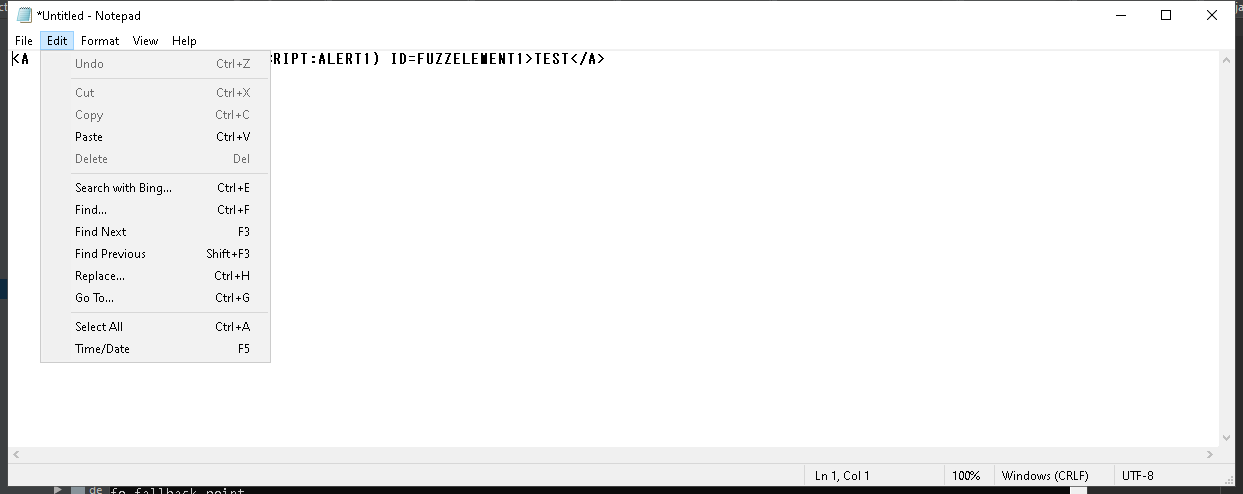 *Untitled - Notepad
File Edit Format View Help
<A
RIPT:ALERT1) ID=FUZZELEMENT1>TEST</A>
Undo Ctrl+Z
Cut Ctrl+X
Copy Ctrl+C
Paste Ctrl+V
Delete Del
Search with Bing... Ctrl+E
Find... Ctrl+F
Find Next F3
Find Previous Shift+F3
Replace... Ctrl+H
Go To... Ctrl+G
Select All Ctrl+A
Time/Date F5
Ln 1, Col 1 100% Windows (CRLF) UTF-8
de fo fallback point